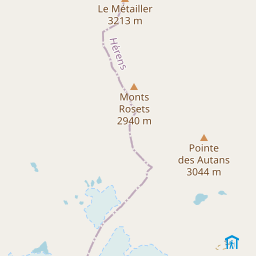 Le Métailler
3213 m
Hérens
Monts
Rosets
2940 m
Pointe
des Autans
3044 m